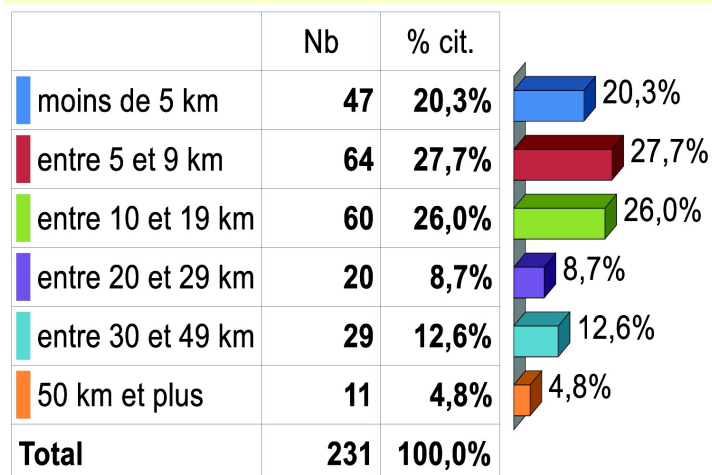 Nb % cit.
moins de 5 km 47 20,3% 20,3%
entre 5 et 9 km 64 27,7% 27,7%
entre 10 et 19 km 60 26,0% 26,0%
entre 20 et 29 km 20 8,7% 8,7%
entre 30 et 49 km 29 12,6% 12,6%
50 km et plus 11 4,8% 4,8%
Total 231 100,0%